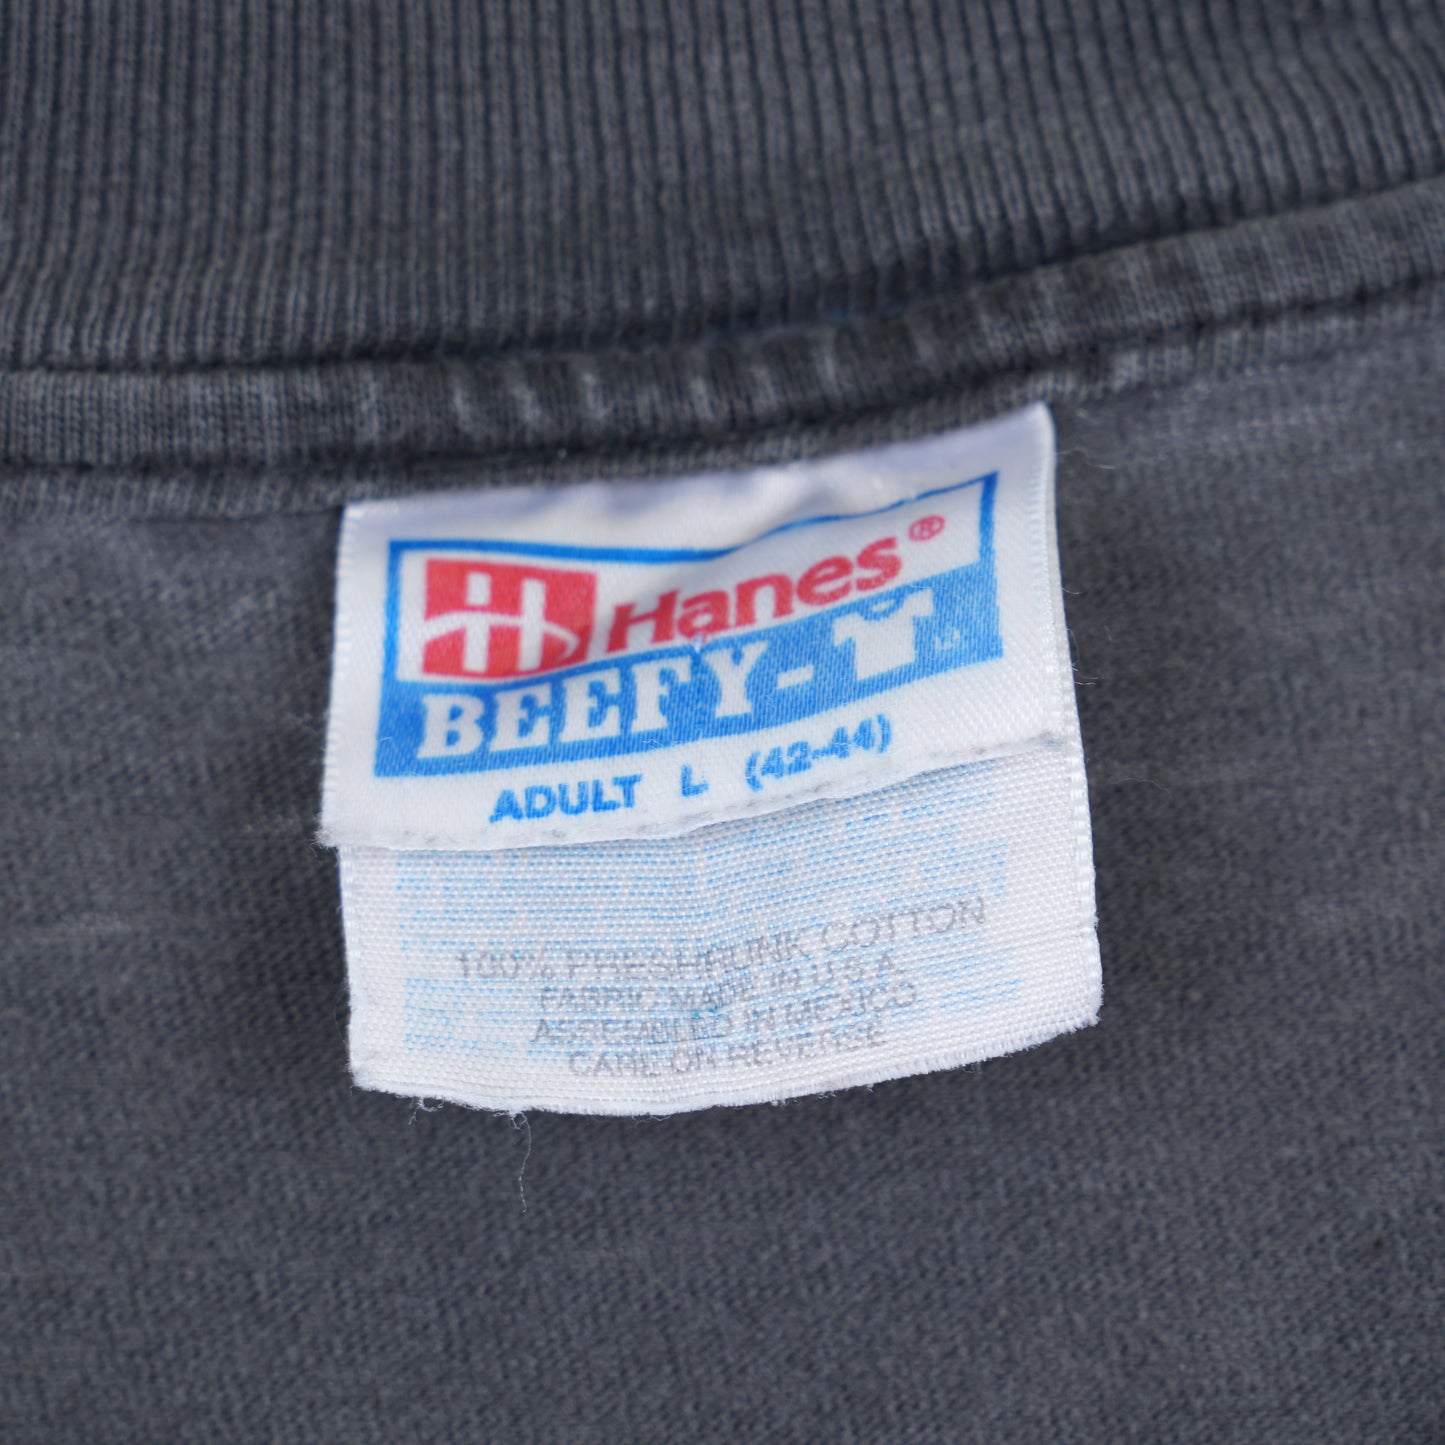 Hanes®
BEEFY-T
ADULT L (42-44)
100% PRESHRUNK COTTON
FABRIC MADE IN U.S.A.
ASSEMBLED IN MEXICO
CARE ON REVERSE